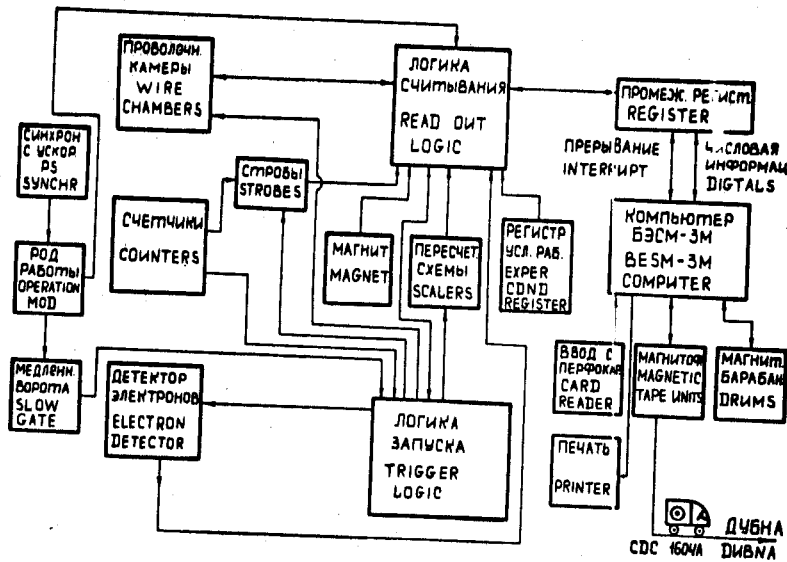 ПРОВОЛОЧН.
КАМЕРЫ
WIRE
CHAMBERS
ЛОГИКА
СЧИТЫВАНИЯ
READ OUT
LOGIC
ПРОМЕЖ. РЕГИСТ.
REGISTER
СИНХРОН
С УСКОР.
PS
SYNCHR
СТРОБЫ
STROBES
ПРЕРЫВАНИЕ
INTERRUPT
ЧИСЛОВАЯ
ИНФОРМАЦ
DIGTALS
СЧЕТЧИКИ
COUNTERS
РОД
РАБОТЫ
OPERATION
MOD
МАГНИТ
MAGNET
ПЕРЕСЧЕТ.
СХЕМЫ
SCALERS
РЕГИСТР
УСЛ. РАБ.
EXPER
COND
REGISTER
КОМПЬЮТЕР
БЭСМ-3М
BESM-3M
COMPUTER
МЕДЛЕНН.
ВОРОТА
SLOW
GATE
ДЕТЕКТОР
ЭЛЕКТРОНОВ
ELECTRON
DETECTOR
ЛОГИКА
ЗАПУСКА
TRIGGER
LOGIC
ВВОД С
ПЕРФОКАР.
CARD
READER
МАГНИТОФ
MAGNETIC
TAPE UNITS
МАГНИТ.
БАРАБАН
DRUMS
ПЕЧАТЬ
PRINTER
ДУБНА
CDC 1604A DUBNA